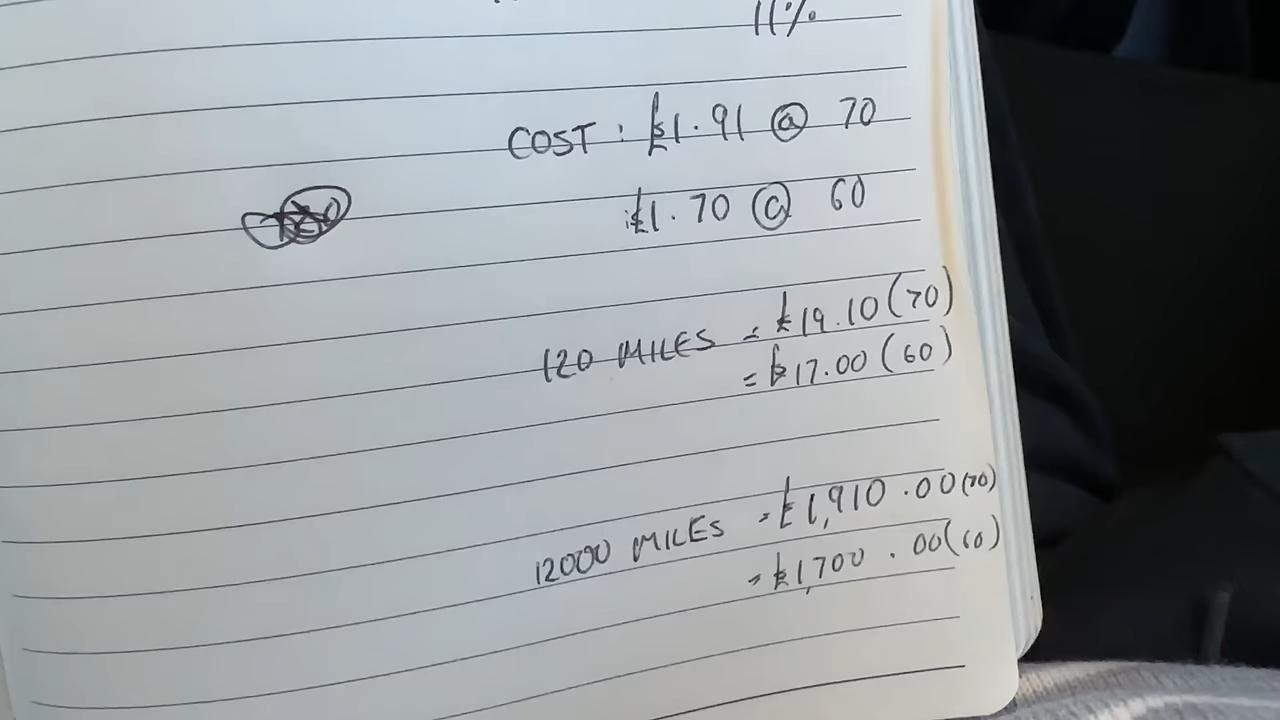 11%
COST: £1.91 @ 70
£1.70 @ 60
120 MILES = £19.10 (70)
= £17.00 (60)
12000 MILES = £1,910.00 (70)
= £1,700.00 (60)